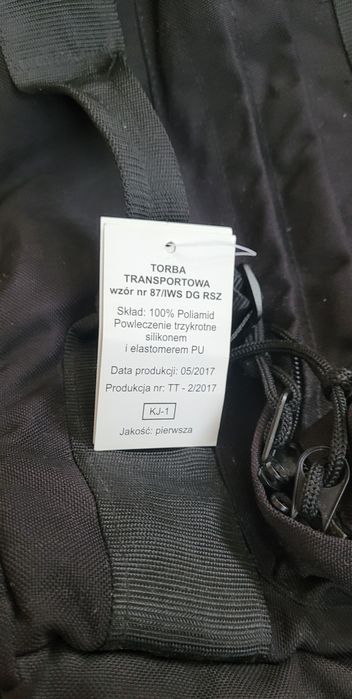 TORBA
TRANSPORTOWA
wzór nr 87/IWS DG RSZ
Skład: 100% Poliamid
Powleczenie trzykrotne
silikonem
i elastomerem PU
Data produkcji: 05/2017
Produkcja nr: TT - 2/2017
KJ-1
Jakość: pierwsza